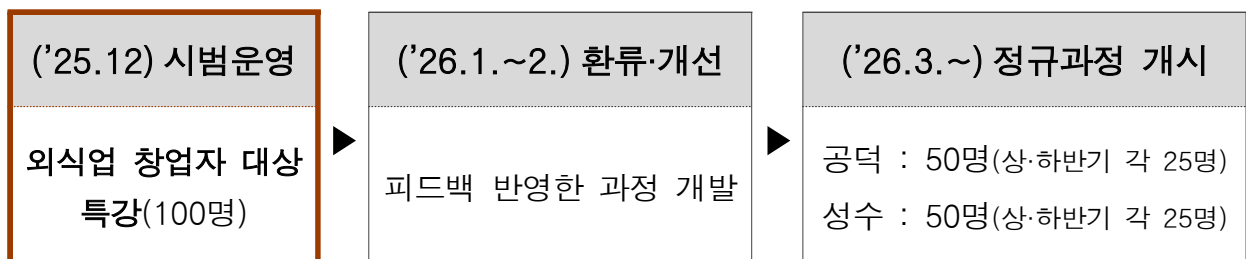 ('25.12) 시범운영
외식업 창업자 대상
특강(100명)
▶
('26.1.~2.) 환류·개선
피드백 반영한 과정 개발
▶
('26.3.~) 정규과정 개시
공덕 : 50명(상·하반기 각 25명)
성수 : 50명(상·하반기 각 25명)